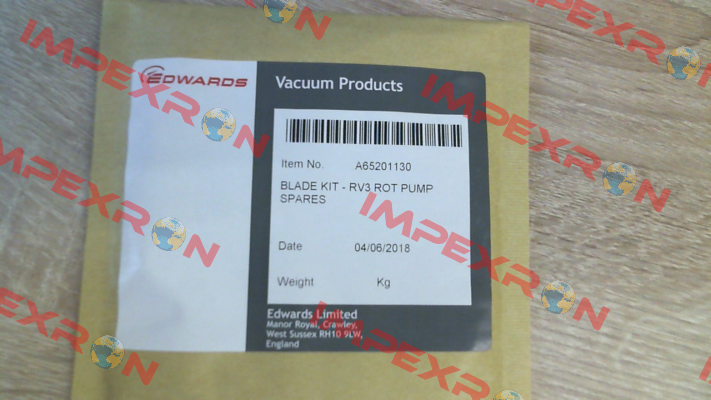 EDWARDS
Vacuum Products
Item No. A65201130
BLADE KIT - RV3 ROT PUMP
SPARES
Date 04/06/2018
Weight Kg
Edwards Limited
Manor Royal, Crawley,
West Sussex RH10 9LW,
England
IMPEXRON
IMPEXRON
IMPEXRON
IMPEXRON
IMPEXRON